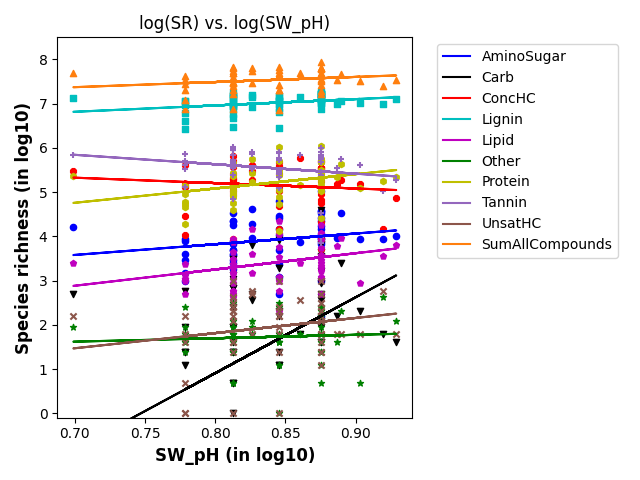 log(SR) vs. log(SW_pH)
Species richness (in log10)
8
7
6
5
4
3
2
1
0
0.70
0.75
0.80
0.85
0.90
SW_pH (in log10)
AminoSugar
Carb
ConcHC
Lignin
Lipid
Other
Protein
Tannin
UnsatHC
SumAllCompounds